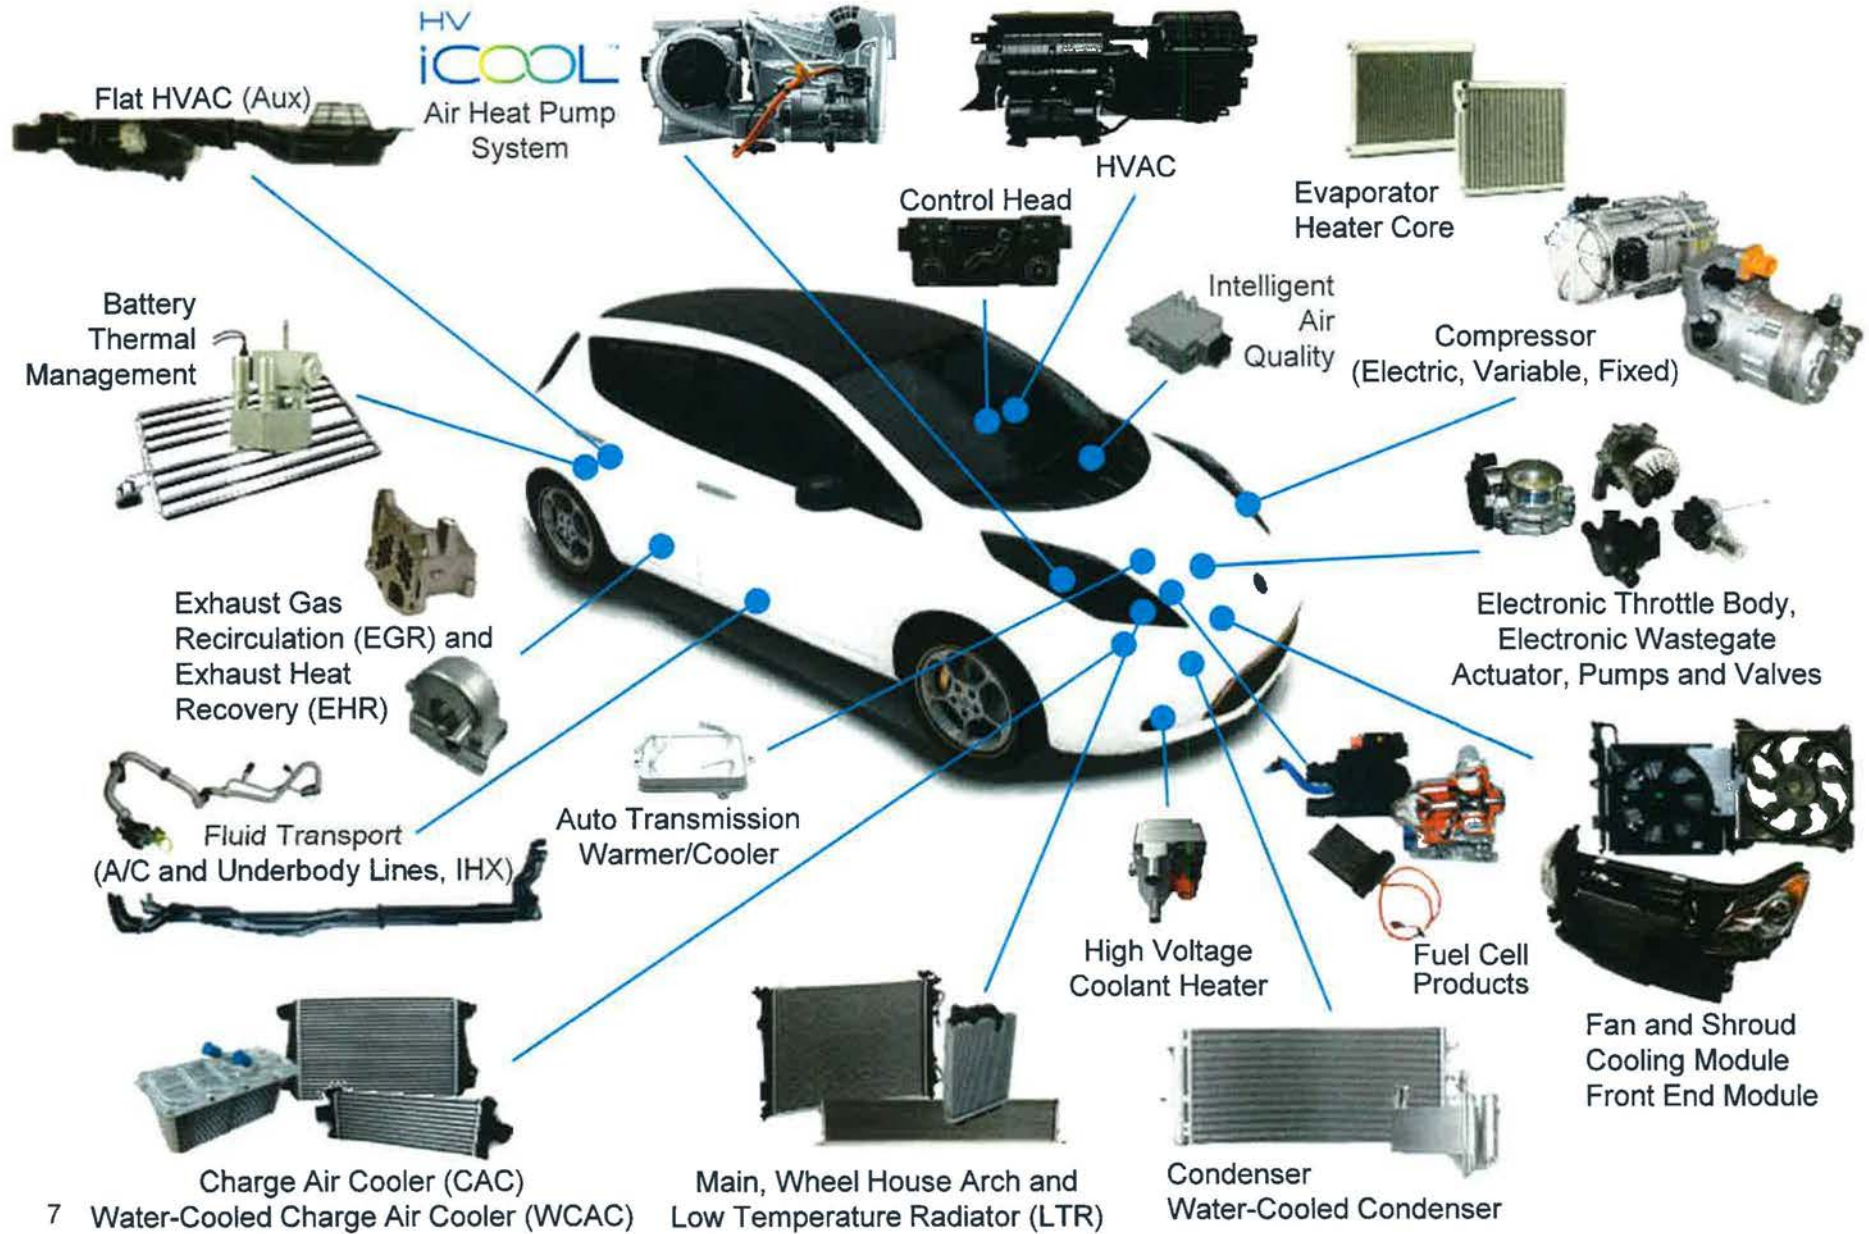 HV
iCOOL™
Air Heat Pump
System
Flat HVAC (Aux)
HVAC
Control Head
Evaporator
Heater Core
Intelligent
Air
Quality
Battery
Thermal
Management
Compressor
(Electric, Variable, Fixed)
Exhaust Gas
Recirculation (EGR) and
Exhaust Heat
Recovery (EHR)
Electronic Throttle Body,
Electronic Wastegate
Actuator, Pumps and Valves
Fluid Transport
(A/C and Underbody Lines, IHX)
Auto Transmission
Warmer/Cooler
High Voltage
Coolant Heater
Fuel Cell
Products
Fan and Shroud
Cooling Module
Front End Module
Charge Air Cooler (CAC)
Water-Cooled Charge Air Cooler (WCAC)
Main, Wheel House Arch and
Low Temperature Radiator (LTR)
Condenser
Water-Cooled Condenser
7